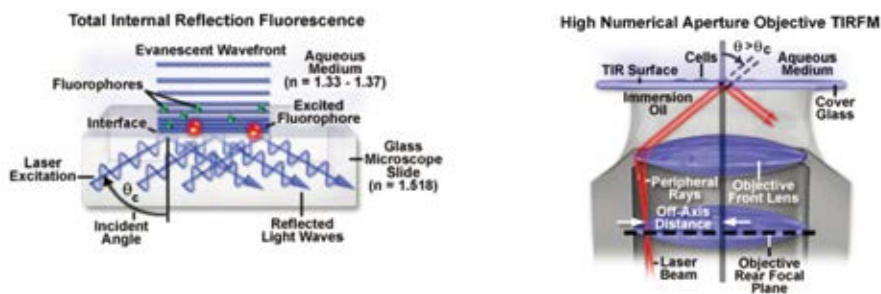 Total Internal Reflection Fluorescence
Evanescent Wavefront
Aqueous
Medium
(n = 1.33 - 1.37)
Fluorophores
Excited
Fluorophore
Interface
Laser
Excitation
θc
Glass
Microscope
Slide
(n = 1.518)
Incident
Angle
Reflected
Light Waves
High Numerical Aperture Objective TIRFM
θ>θc
Cells
Aqueous
Medium
TIR Surface
Immersion
Oil
Cover
Glass
Peripheral
Rays
Objective
Front Lens
Off-Axis
Distance
Laser
Beam
Objective
Rear Focal
Plane